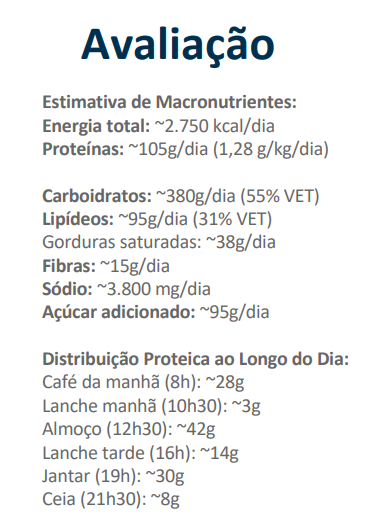 Avaliação
Estimativa de Macronutrientes:
Energia total: ~2.750 kcal/dia
Proteínas: ~105g/dia (1,28 g/kg/dia)
Carboidratos: ~380g/dia (55% VET)
Lipídeos: ~95g/dia (31% VET)
Gorduras saturadas: ~38g/dia
Fibras: ~15g/dia
Sódio: ~3.800 mg/dia
Açúcar adicionado: ~95g/dia
Distribuição Proteica ao Longo do Dia:
Café da manhã (8h): ~28g
Lanche manhã (10h30): ~3g
Almoço (12h30): ~42g
Lanche tarde (16h): ~14g
Jantar (19h): ~30g
Ceia (21h30): ~8g